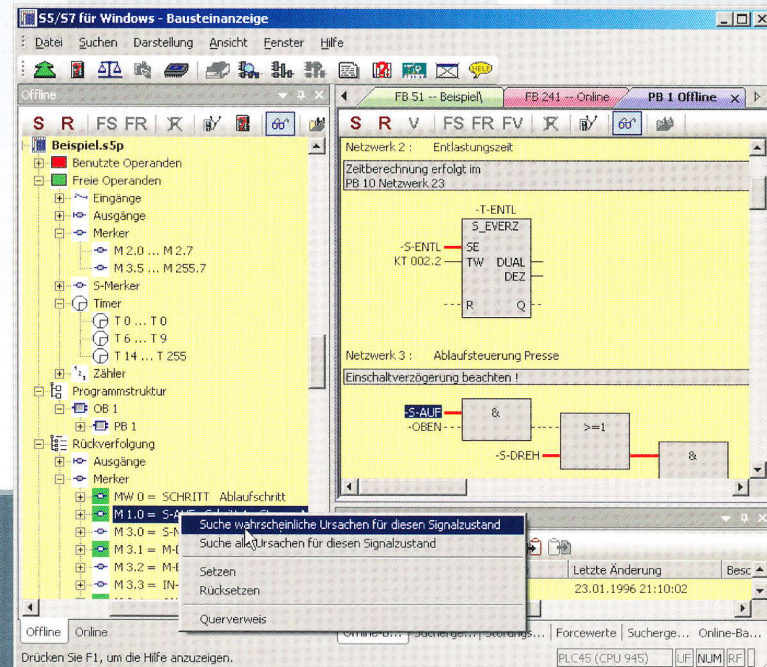 S5/S7 für Windows - Bausteinanzeige
Datei Suchen Darstellung Ansicht Fenster Hilfe
HELP
Offline
FB 51 -- Beispiel\ FB 241 -- Online PB 1 Offline x
S R FS FR
S R V FS FR FV
Beispiel.s5p
Benutzte Operanden
Freie Operanden
Eingänge
Ausgänge
Merker
M 2.0 ... M 2.7
M 3.5 ... M 255.7
S-Merker
Timer
T 0 ... T 0
T 6 ... T 9
T 14 ... T 255
Zähler
Programmstruktur
OB 1
PB 1
Rückverfolgung
Ausgänge
Merker
MW 0 = SCHRITT Ablaufschritt
M 1.0 =
M 3.0 =
M 3.1 =
M 3.2 =
M 3.3 = IN-
Netzwerk 2 : Entlastungszeit
Zeitberechnung erfolgt im
PB 10 Netzwerk 23
-T-ENTL
S_EVERZ
-S-ENTL SE
KT 002.2 TW DUAL
DEZ
R Q
Netzwerk 3 : Ablaufsteuerung Presse
Einschaltverzögerung beachten !
-S-AUF & >=1
-OBEN
-S-DREH &
Suche wahrscheinliche Ursachen für diesen Signalzustand
Suche alle Ursachen für diesen Signalzustand
Setzen
Rücksetzen
Querverweis
Letzte Änderung Besc
23.01.1996 21:10:02
Offline Online
Forcewerte Sucherge... Online-Ba...
Drücken Sie F1, um die Hilfe anzuzeigen.
PLC45 (CPU 945) UF NUM RF